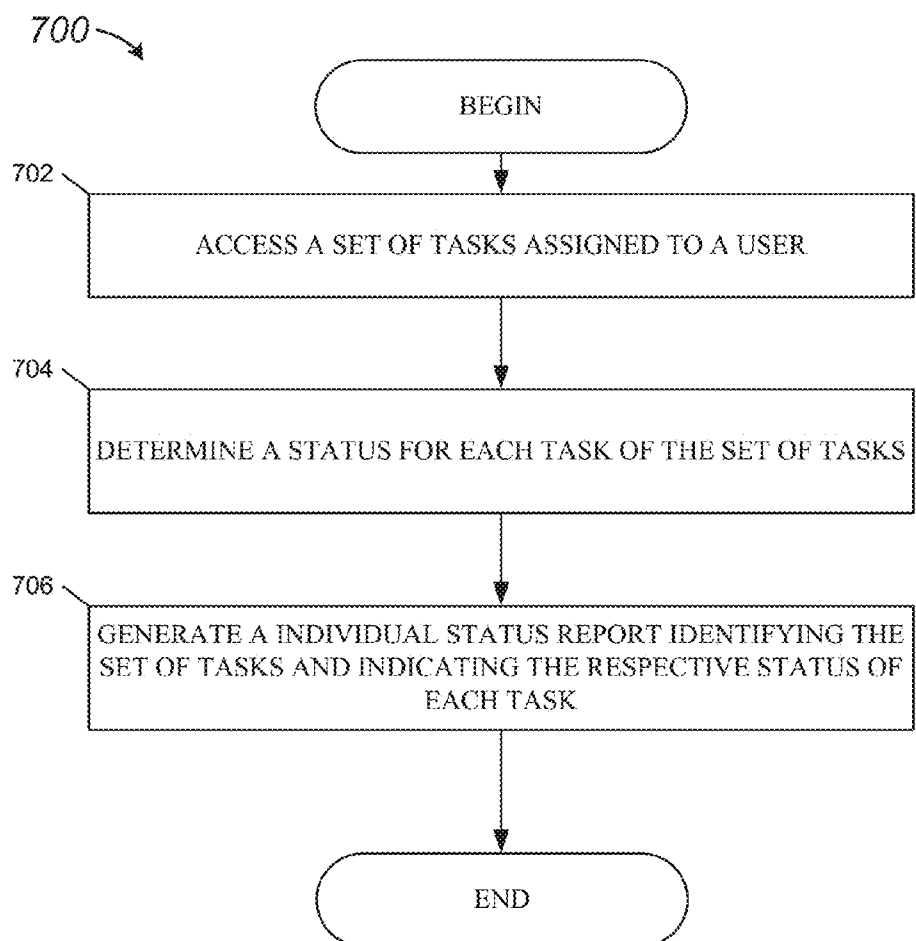 700
BEGIN
702
ACCESS A SET OF TASKS ASSIGNED TO A USER
704
DETERMINE A STATUS FOR EACH TASK OF THE SET OF TASKS
706
GENERATE A INDIVIDUAL STATUS REPORT IDENTIFYING THE
SET OF TASKS AND INDICATING THE RESPECTIVE STATUS OF
EACH TASK
END